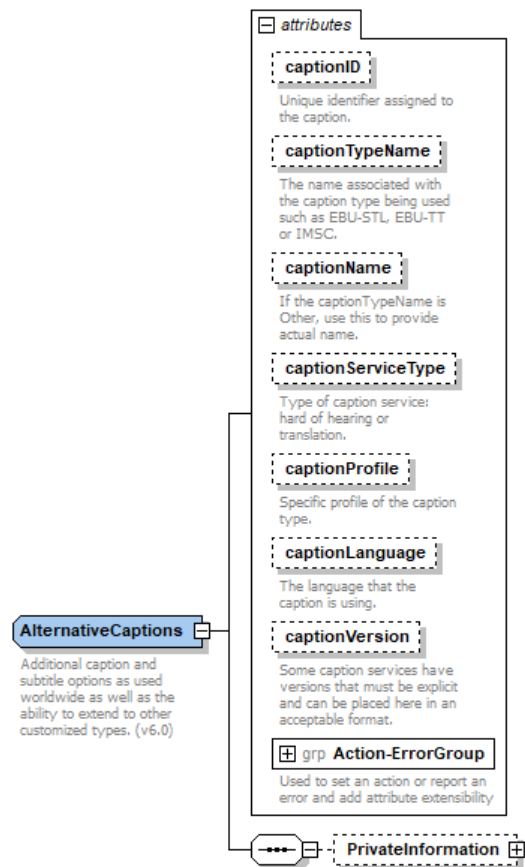 attributes
captionID
Unique identifier assigned to
the caption.
captionTypeName
The name associated with
the caption type being used
such as EBU-STL, EBU-TT
or IMSC.
captionName
If the captionTypeName is
Other, use this to provide
actual name.
captionServiceType
Type of caption service:
hard of hearing or
translation.
captionProfile
Specific profile of the caption
type.
captionLanguage
The language that the
caption is using.
captionVersion
Some caption services have
versions that must be explicit
and can be placed here in an
acceptable format.
grp Action-ErrorGroup
Used to set an action or report an
error and add attribute extensibility
AlternativeCaptions
Additional caption and
subtitle options as used
worldwide as well as the
ability to extend to other
customized types. (v6.0)
PrivateInformation